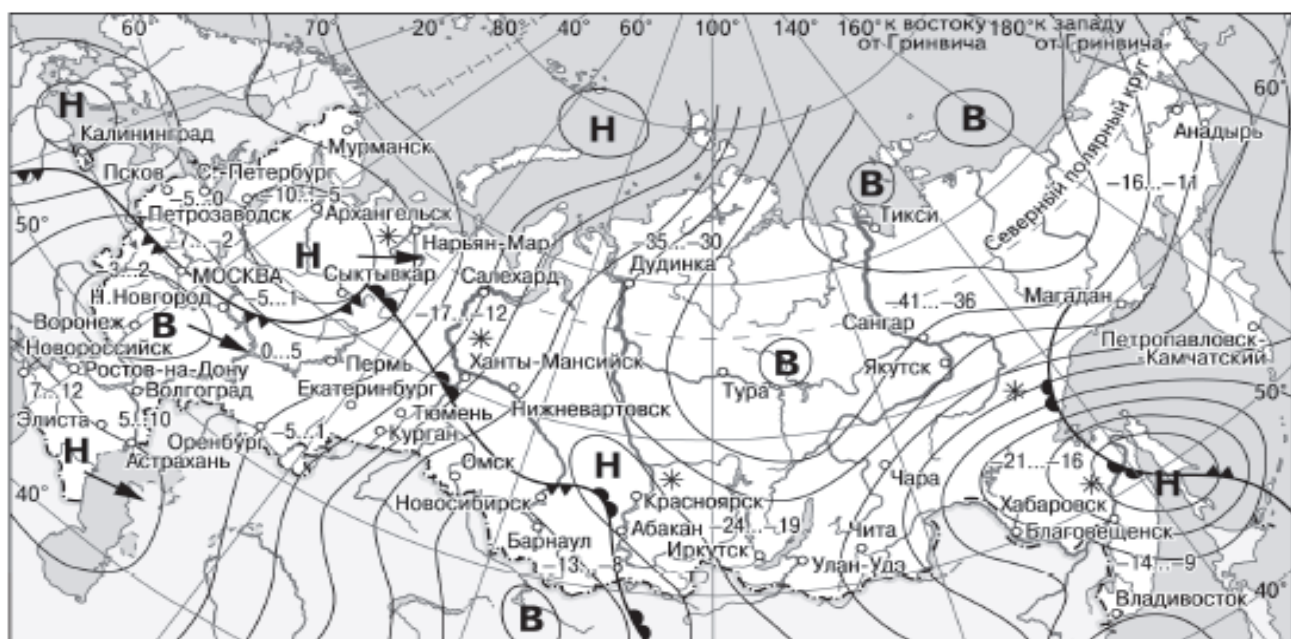 60° 70° 20° 80° 40° 60° 100° 140° 160° к востоку 180° к западу
от Гринвича от Гринвича
60°
Н
В
Калининград
Н
Анадырь
Мурманск
Северный полярный круг
Псков С.-Петербург
−16...−11
−5...0 −10...−5
В
50°
Петрозаводск Архангельск
Тикси
−7...−2
Нарьян-Мар
−35...−30
−3...2
Н
Дудинка
МОСКВА Сыктывкар Салехард
Н.Новгород −5...1
−41...−36
Магадан
−17...−12
Воронеж
В
Сангар
Петропавловск-
Камчатский
Новороссийск 0...5
Ханты-Мансийск
В
Якутск
Ростов-на-Дону Пермь
Тура
50°
7...12
Волгоград Екатеринбург
Нижневартовск
Элиста 5...10
Тюмень
Оренбург −5...1 Курган
Н
Астрахань
Омск
Н
−21...−16
Н
Чара
40°
Новосибирск Красноярск
Хабаровск
Абакан −24...−19
Благовещенск
Барнаул Иркутск Чита
−13...−8
Улан-Удэ
−14...−9
40°
В
Владивосток